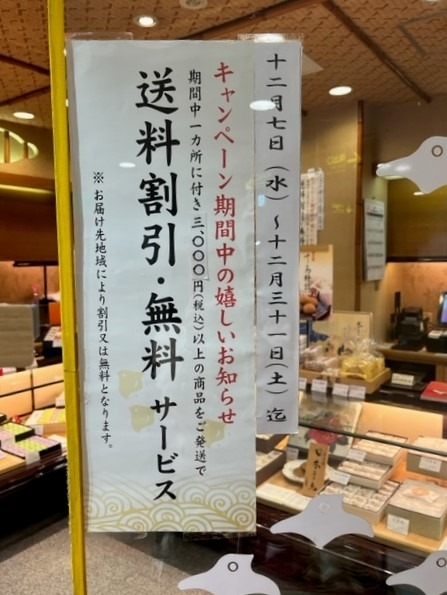 十二月七日（水）～十二月三十一日（土）迄
キャンペーン期間中の嬉しいお知らせ
期間中一カ所に付き三、〇〇〇円（税込）以上の商品をご発送で
送料割引・無料サービス
※お届け先地域により割引又は無料となります。